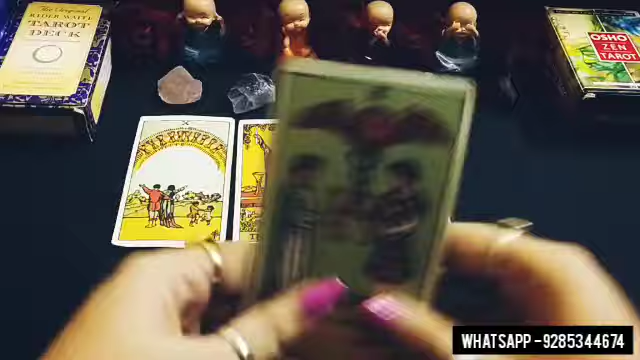 The Original
RIDER WAITE
TAROT
DECK
OSHO
ZEN
TAROT
X
WHATSAPP -9285344674